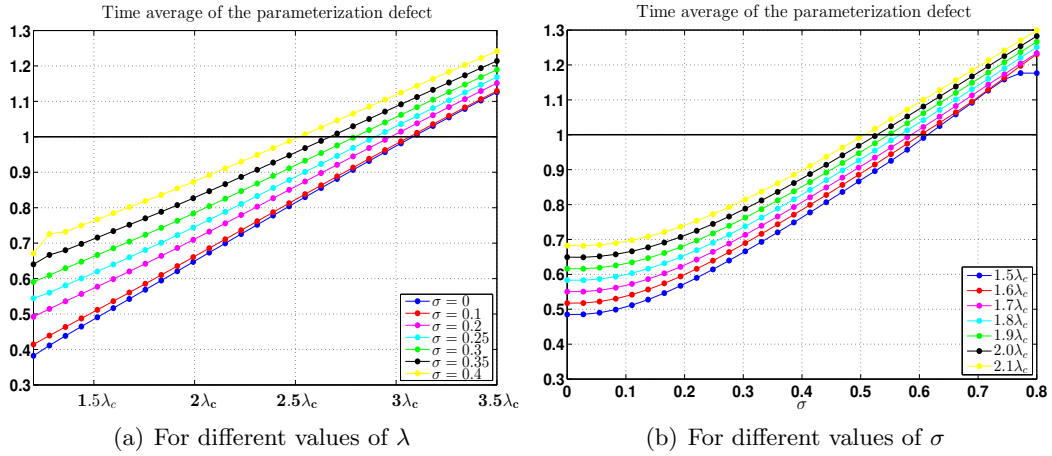 Time average of the parameterization defect
1.3
1.2
1.1
1
0.9
0.8
0.7
0.6
0.5
0.4
0.3
1.5λc
2λc
2.5λc
3λc
3.5λc
σ = 0
σ = 0.1
σ = 0.2
σ = 0.25
σ = 0.3
σ = 0.35
σ = 0.4
(a) For different values of λ
Time average of the parameterization defect
1.3
1.2
1.1
1
0.9
0.8
0.7
0.6
0.5
0.4
0.3
0 0.1 0.2 0.3 0.4 0.5 0.6 0.7 0.8
σ
1.5λc
1.6λc
1.7λc
1.8λc
1.9λc
2.0λc
2.1λc
(b) For different values of σ